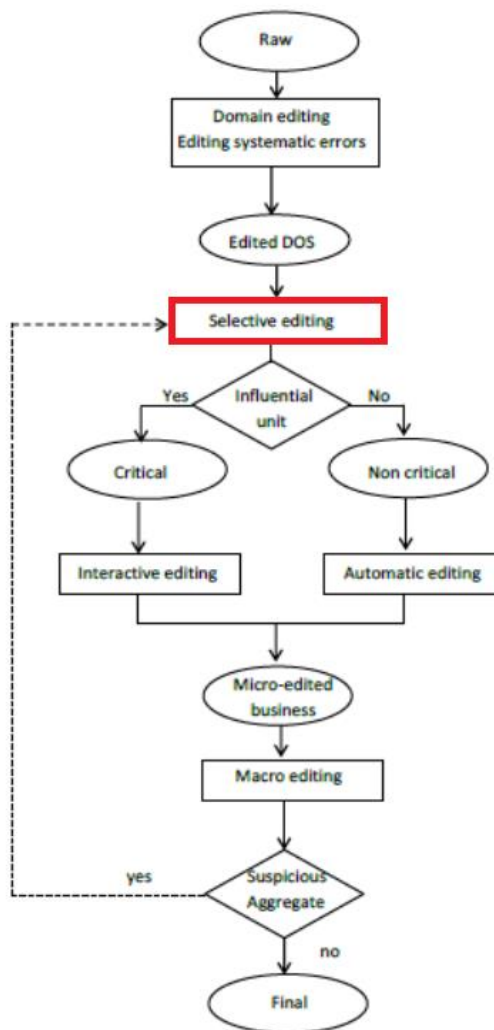 Raw
Domain editing
Editing systematic errors
Edited DOS
Selective editing
Yes
Influential
unit
No
Critical
Non critical
Interactive editing
Automatic editing
Micro-edited
business
Macro editing
yes
Suspicious
Aggregate
no
Final